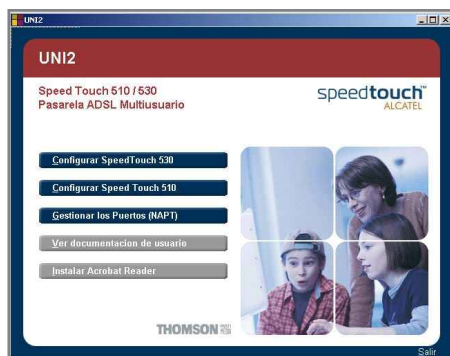 UNI2
UNI2
Speed Touch 510 / 530
Pasarela ADSL Multiusuario
speedtouch™
ALCATEL
Configurar SpeedTouch 530
Configurar Speed Touch 510
Gestionar los Puertos (NAPT)
Ver documentacion de usuario
Instalar Acrobat Reader
THOMSON
Salir